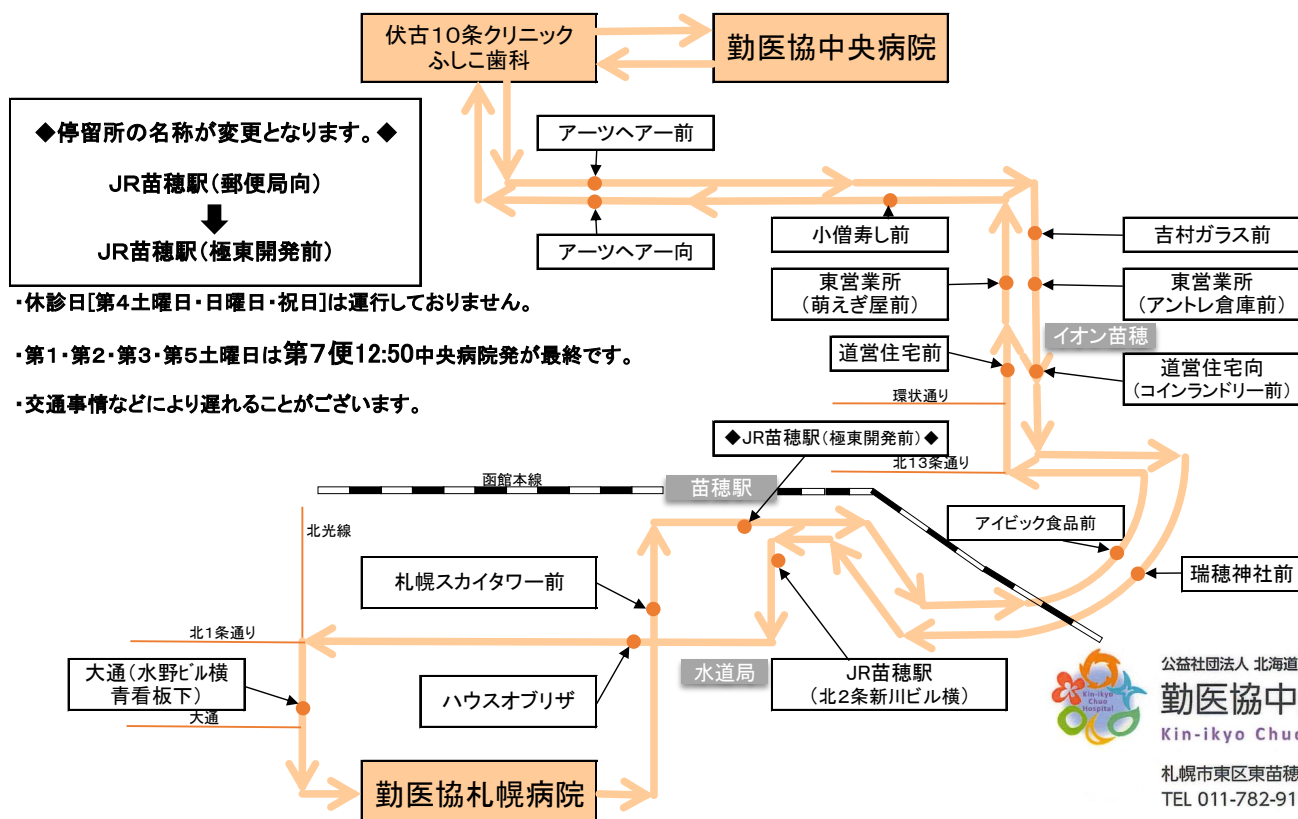 伏古10条クリニック
ふしこ歯科
勤医協中央病院
◆停留所の名称が変更となります。◆
JR苗穂駅(郵便局向)
JR苗穂駅(極東開発前)
・休診日[第4土曜日・日曜日・祝日]は運行しておりません。
・第1・第2・第3・第5土曜日は第7便12:50中央病院発が最終です。
・交通事情などにより遅れることがございます。
アーツヘアー前
アーツヘアー向
小僧寿し前
吉村ガラス前
東営業所
(萌えぎ屋前)
東営業所
(アントレ倉庫前)
イオン苗穂
道営住宅前
道営住宅向
(コインランドリー前)
環状通り
◆JR苗穂駅(極東開発前)◆
北13条通り
函館本線
苗穂駅
北光線
アイビック食品前
札幌スカイタワー前
瑞穂神社前
北1条通り
大通(水野ビル横
青看板下)
大通
ハウスオブリザ
水道局
JR苗穂駅
(北2条新川ビル横)
勤医協札幌病院
Kin-ikyo
Chuo
Hospital
公益社団法人 北海道
勤医協中
Kin-ikyo Chuo
札幌市東区東苗穂
TEL 011-782-91